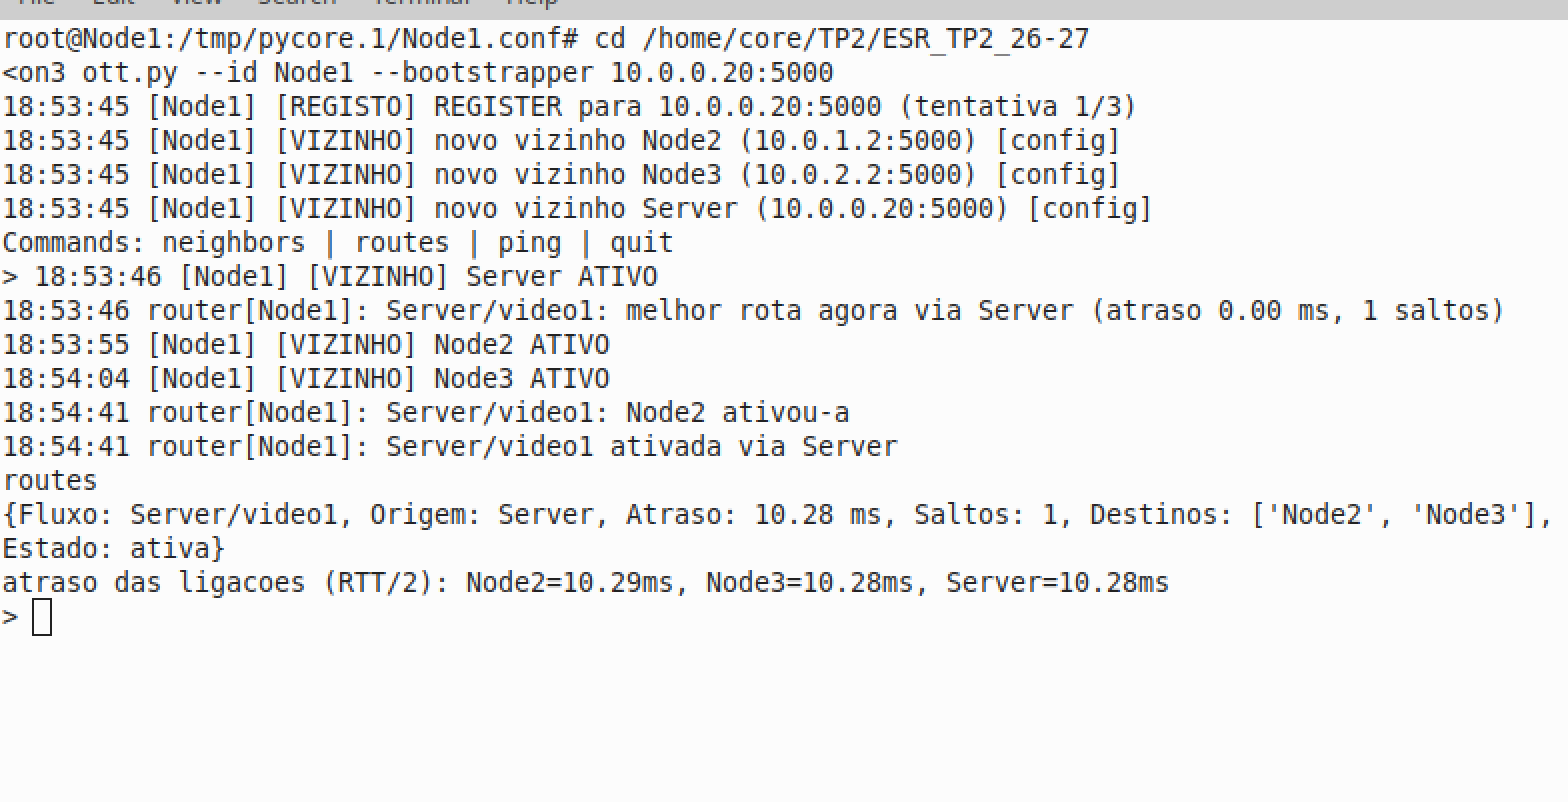 File Edit View Search Terminal Help
root@Node1:/tmp/pycore.1/Node1.conf# cd /home/core/TP2/ESR_TP2_26-27
<on3 ott.py --id Node1 --bootstrapper 10.0.0.20:5000
18:53:45 [Node1] [REGISTO] REGISTER para 10.0.0.20:5000 (tentativa 1/3)
18:53:45 [Node1] [VIZINHO] novo vizinho Node2 (10.0.1.2:5000) [config]
18:53:45 [Node1] [VIZINHO] novo vizinho Node3 (10.0.2.2:5000) [config]
18:53:45 [Node1] [VIZINHO] novo vizinho Server (10.0.0.20:5000) [config]
Commands: neighbors | routes | ping | quit
> 18:53:46 [Node1] [VIZINHO] Server ATIVO
18:53:46 router[Node1]: Server/video1: melhor rota agora via Server (atraso 0.00 ms, 1 saltos)
18:53:55 [Node1] [VIZINHO] Node2 ATIVO
18:54:04 [Node1] [VIZINHO] Node3 ATIVO
18:54:41 router[Node1]: Server/video1: Node2 ativou-a
18:54:41 router[Node1]: Server/video1 ativada via Server
routes
{Fluxo: Server/video1, Origem: Server, Atraso: 10.28 ms, Saltos: 1, Destinos: ['Node2', 'Node3'],
Estado: ativa}
atraso das ligacoes (RTT/2): Node2=10.29ms, Node3=10.28ms, Server=10.28ms
>